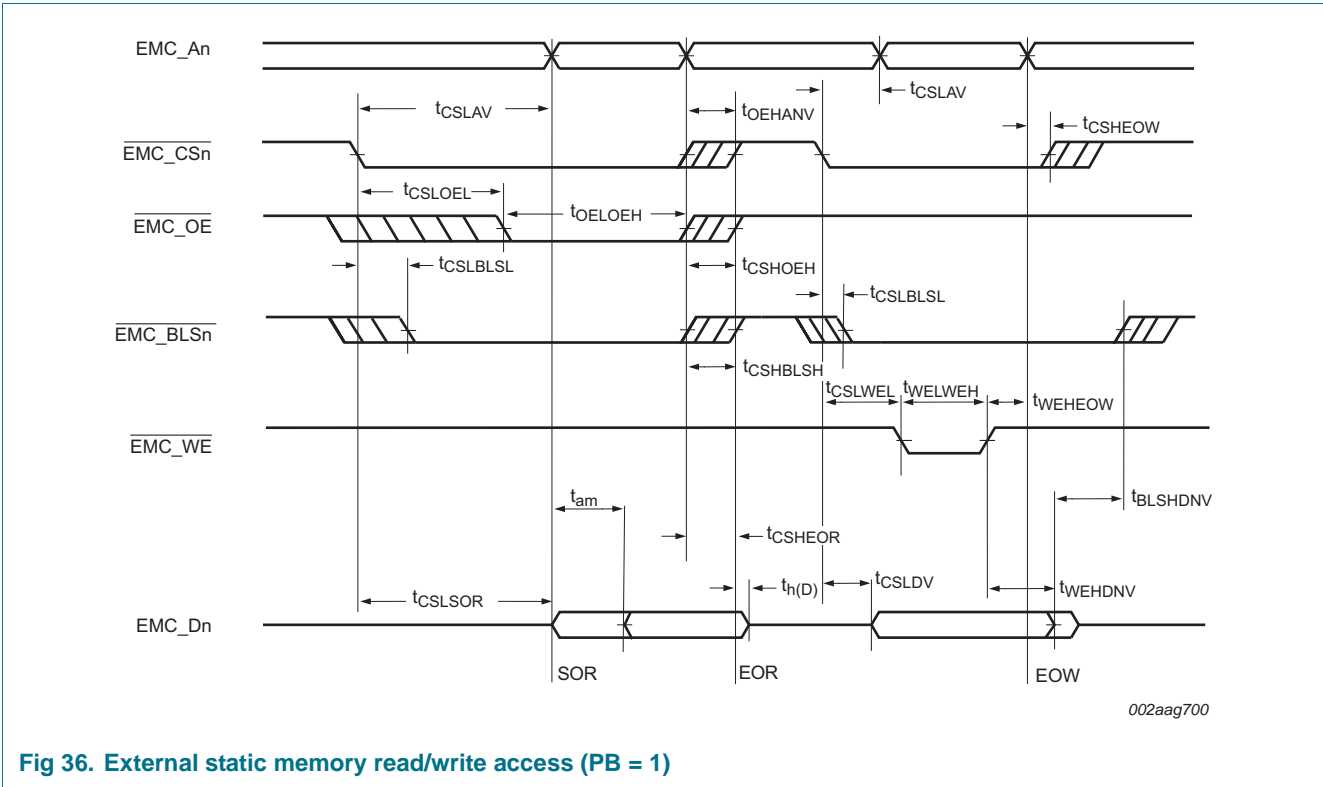 EMC_An
tCSLAV
tCSLAV
tOEHANV
tCSHEOW
EMC_CSn
tCSLOEL
tOELOEH
EMC_OE
tCSLBLSL
tCSHOEH
tCSLBLSL
EMC_BLSn
tCSHBLSH
tCSLWEL
tWELWEH
tWEHEOW
EMC_WE
tam
tBLSHDNV
tCSHEOR
th(D)
tCSLDV
tWEHDNV
tCSLSOR
EMC_Dn
SOR
EOR
EOW
002aag700
Fig 36. External static memory read/write access (PB = 1)